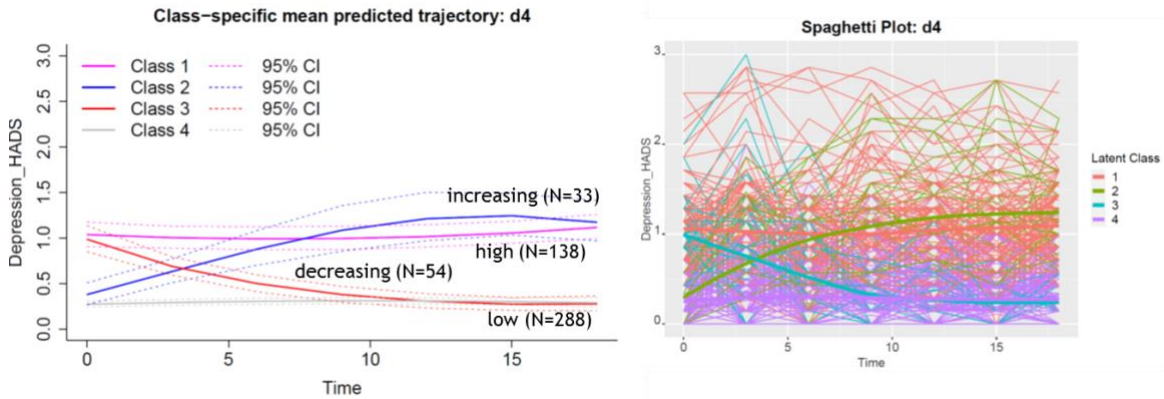 Class−specific mean predicted trajectory: d4
Depression_HADS
3.0
2.5
2.0
1.5
1.0
0.5
0.0
Class 1 95% CI
Class 2 95% CI
Class 3 95% CI
Class 4 95% CI
increasing (N=33)
high (N=138)
decreasing (N=54)
low (N=288)
0 5 10 15
Time
Spaghetti Plot: d4
Depression_HADS
3
2
1
0
0 5 10 15
Time
Latent Class
1
2
3
4